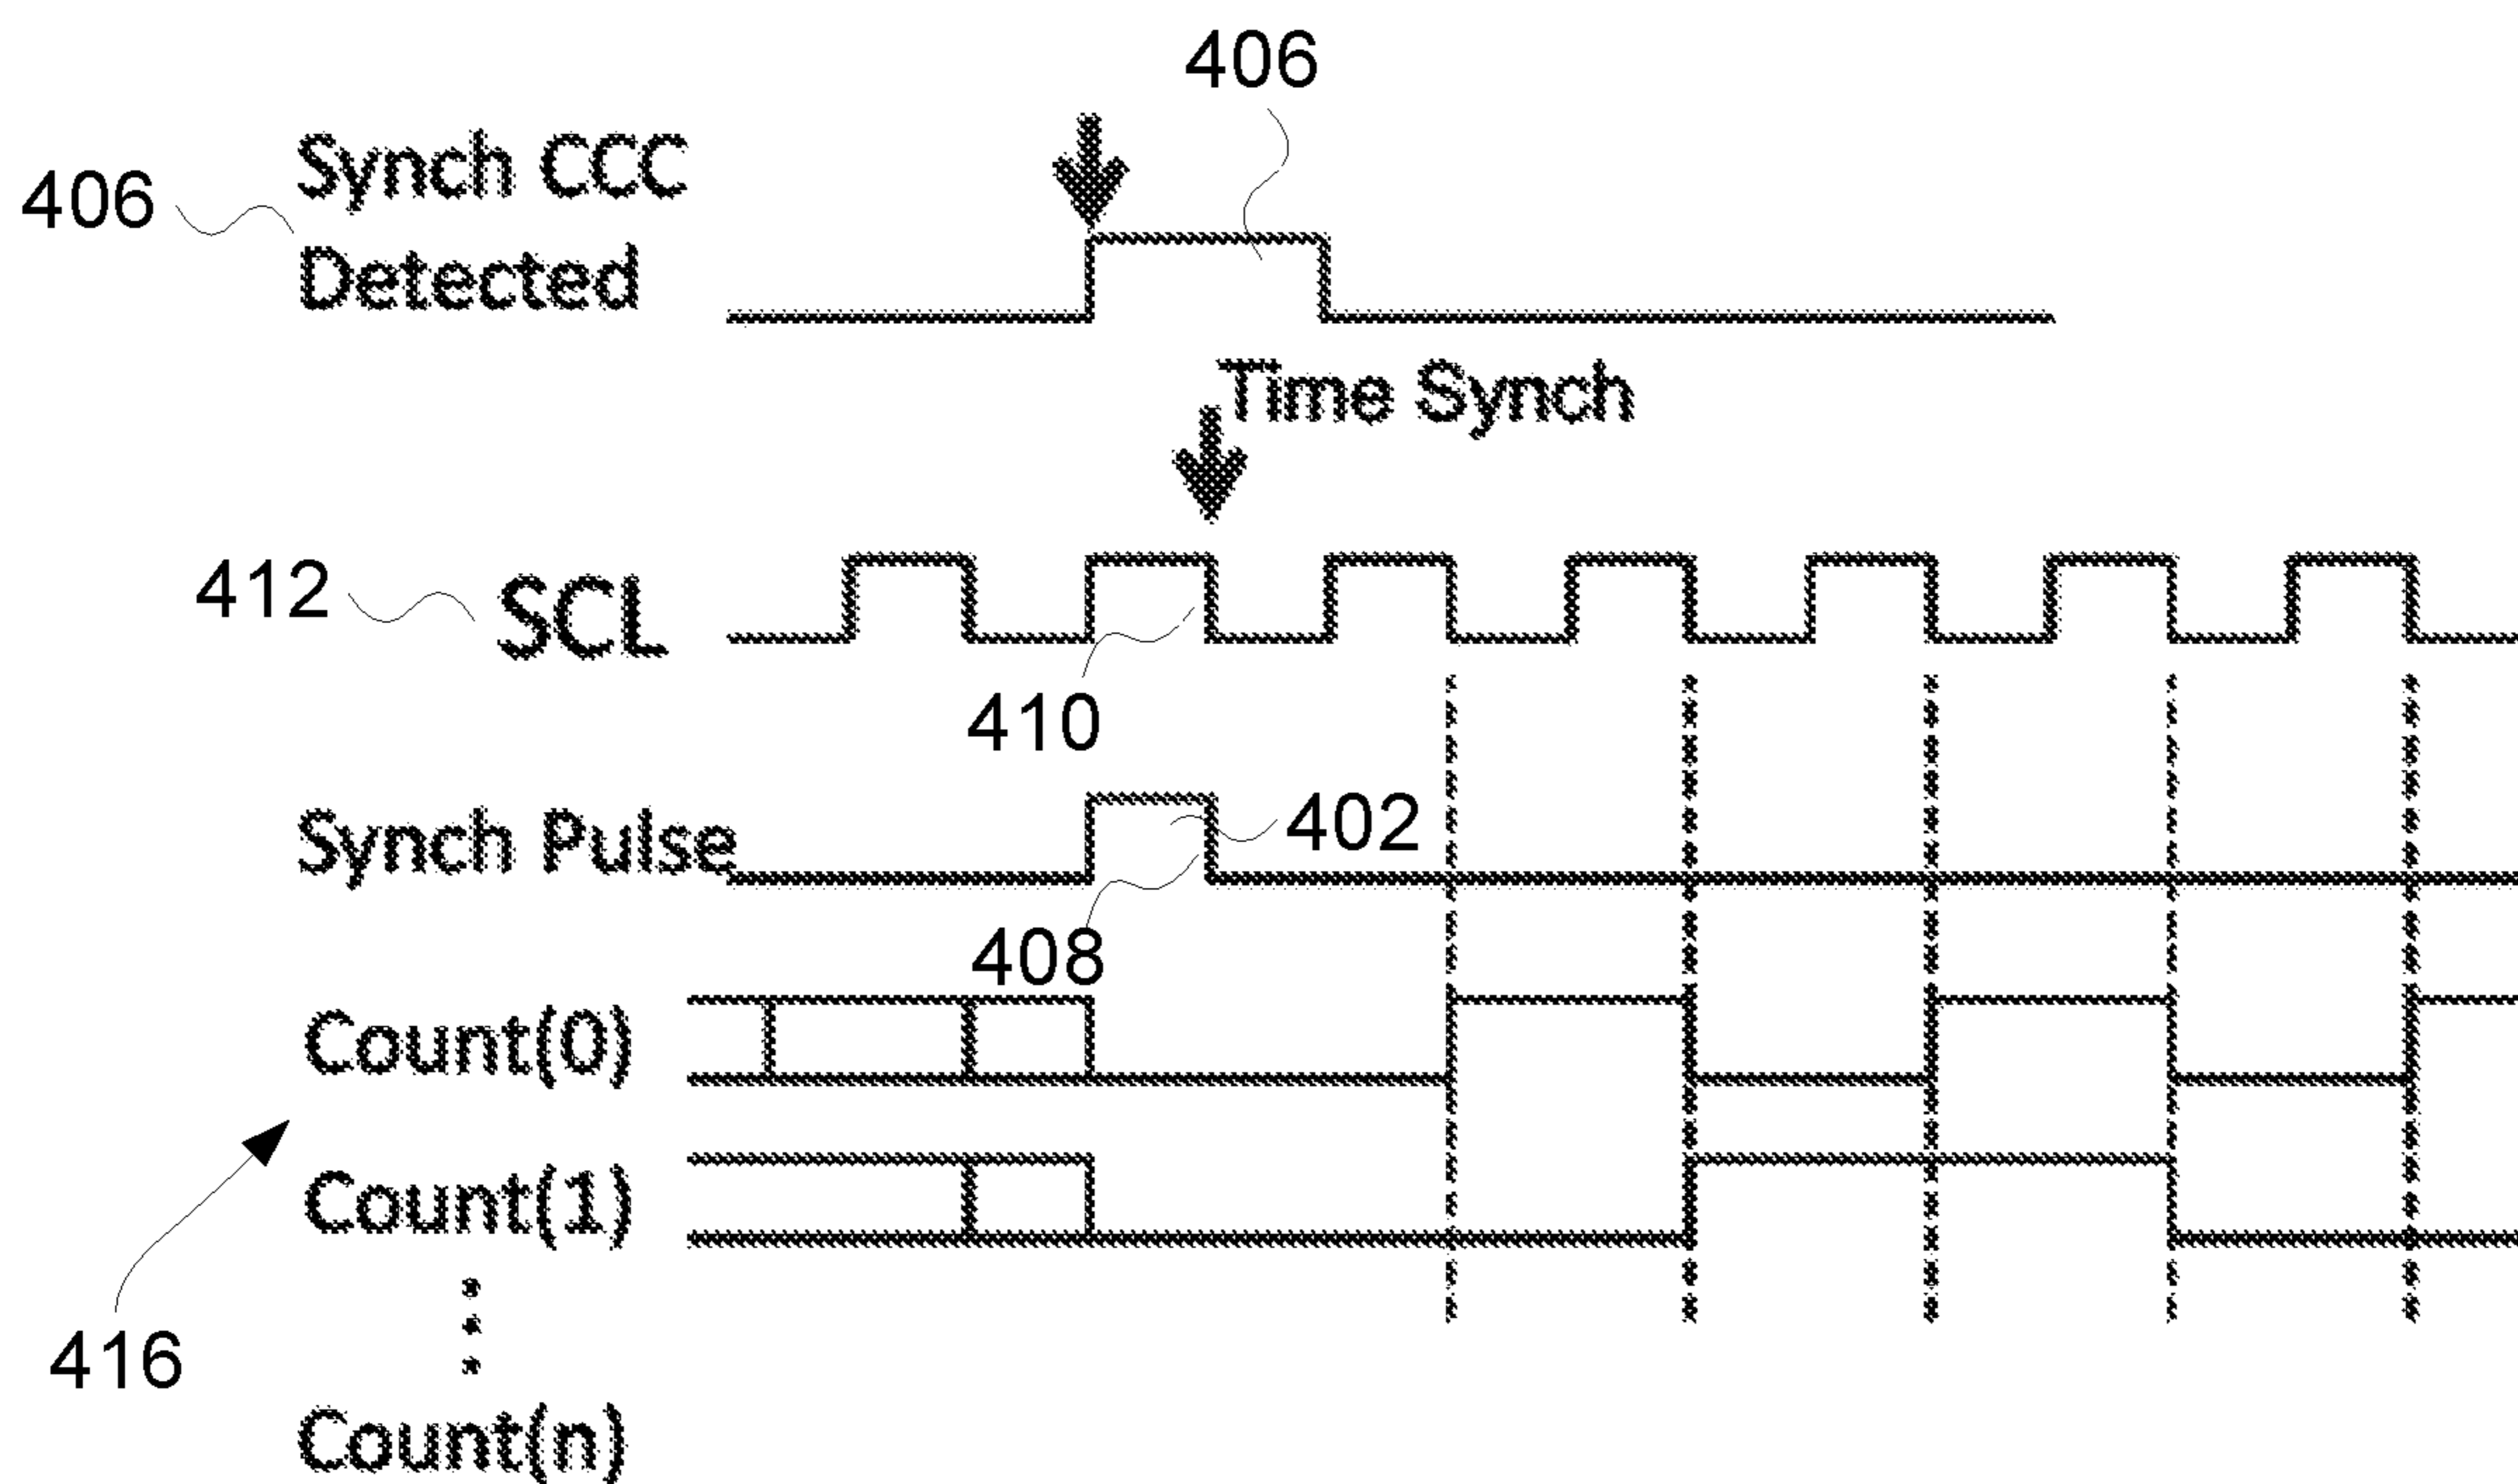 406
Synch CCC
406
Detected
Time Synch
412
SCL
410
Synch Pulse
402
408
Count(0)
Count(1)
416
Count(n)